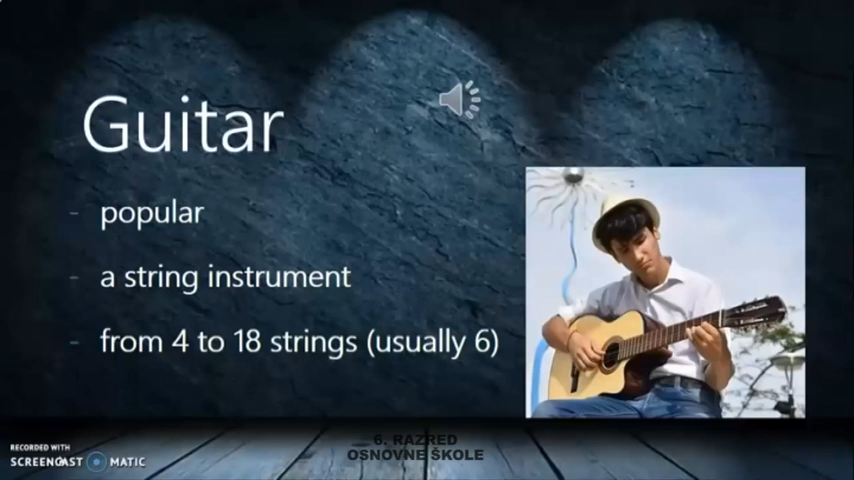 Guitar
- popular
- a string instrument
- from 4 to 18 strings (usually 6)
6. RAZRED
OSNOVNE ŠKOLE
RECORDED WITH
SCREENCAST MATIC